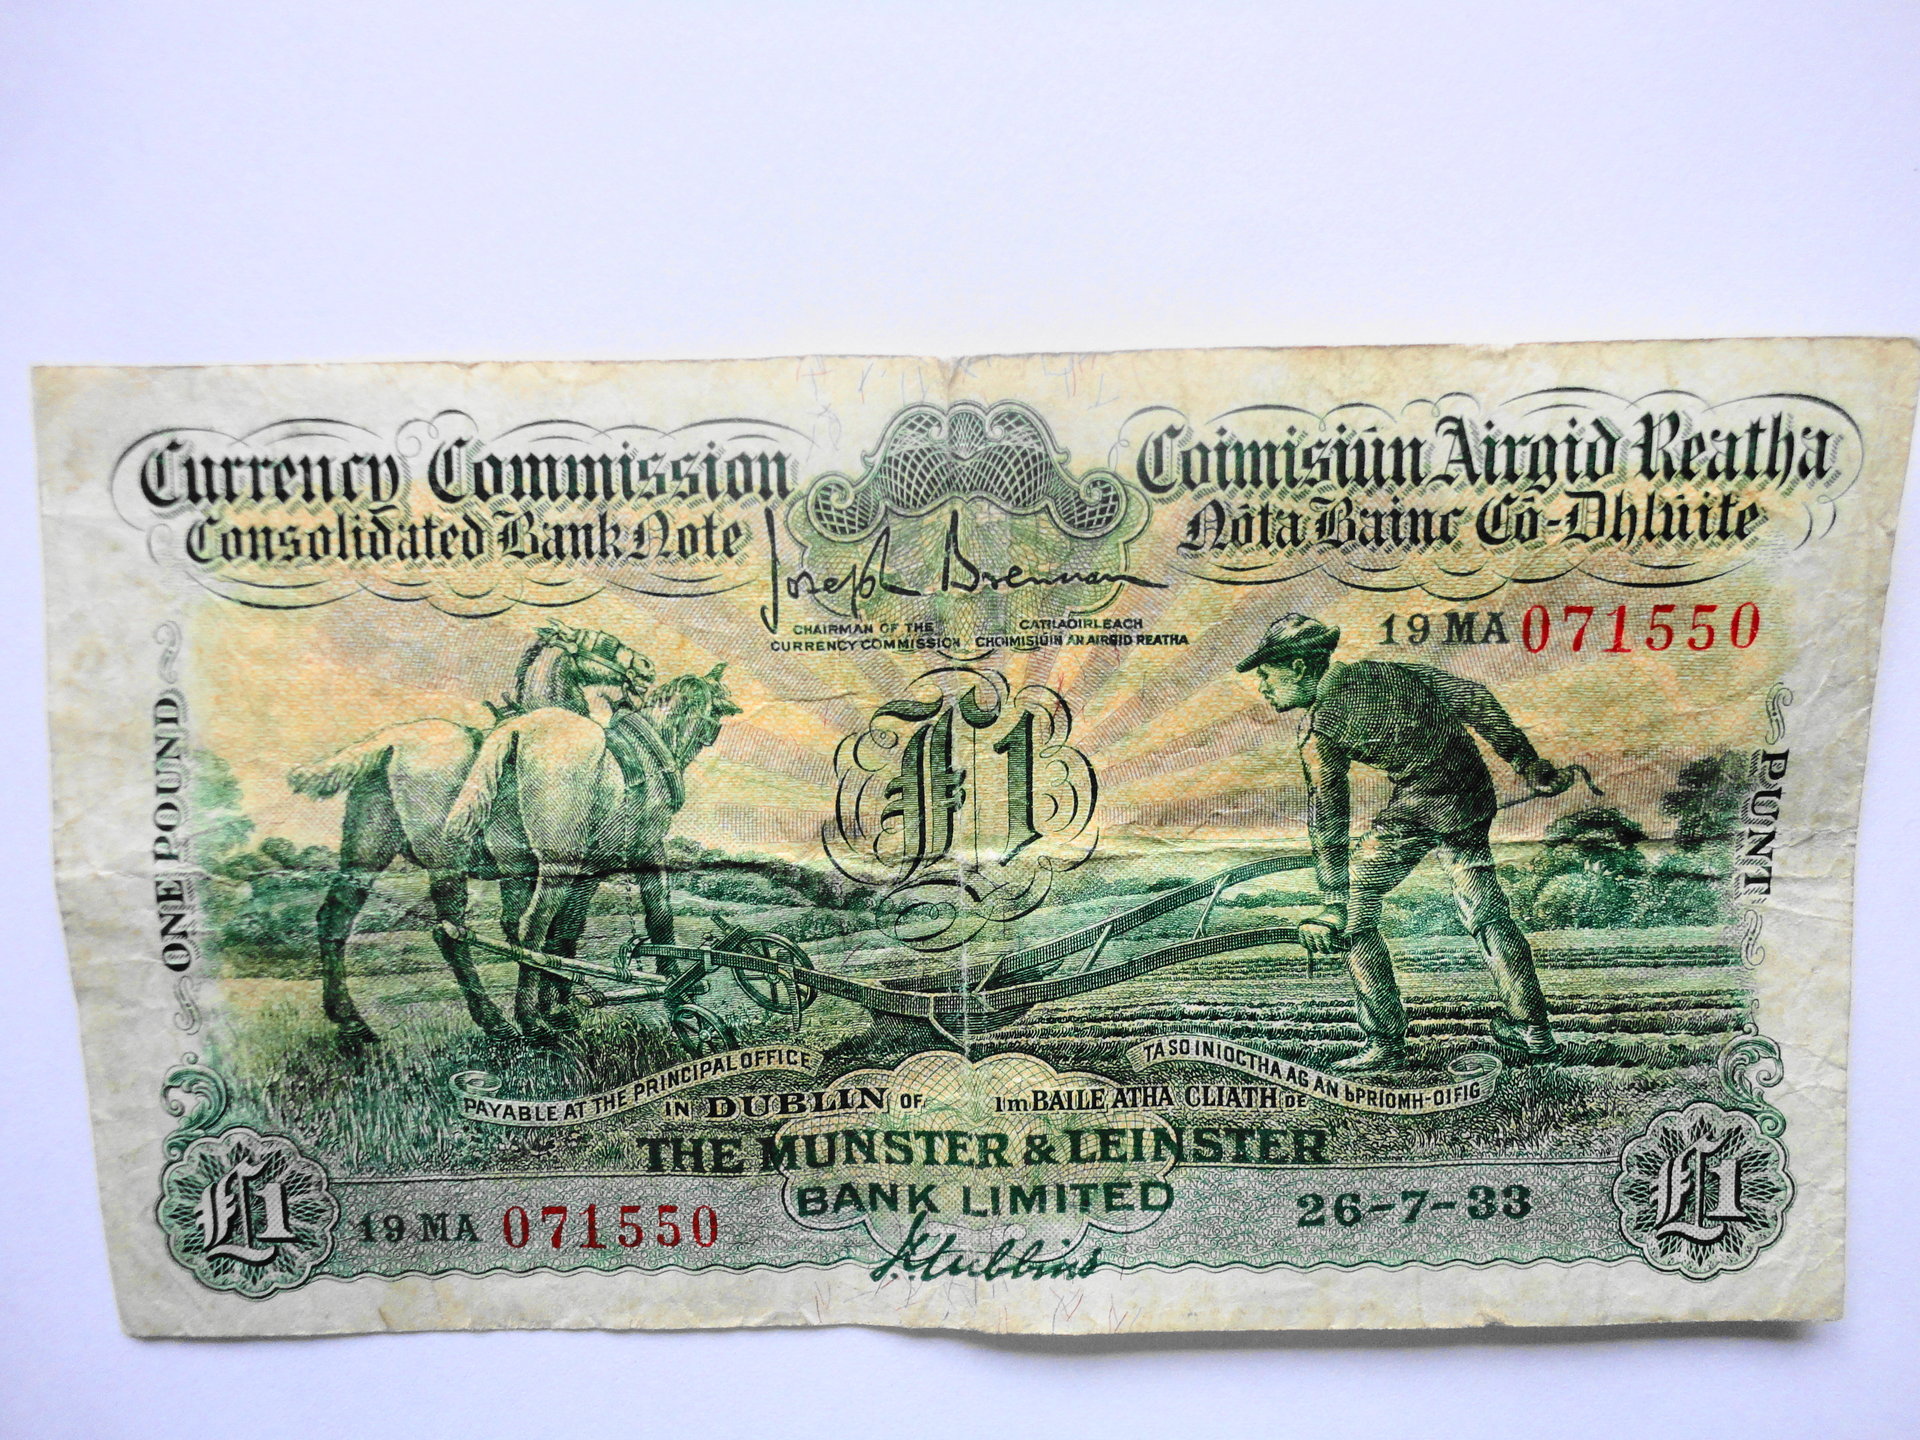 Currency Commission
Consolidated Bank Note
Coimisiún Airgid Reatha
Nóta Bainc Có-Dhlúite
Joseph Brennan
CHAIRMAN OF THE
CURRENCY COMMISSION
CATHAOIRLEACH
CHOIMISIÚIN AN AIRGID REATHA
19 MA 071550
ONE POUND
£1
PUNT
PAYABLE AT THE PRINCIPAL OFFICE
IN DUBLIN OF
TÁ SO INÍOCTHA AG AN bPRÍOMH-OIFIG
Im BAILE ÁTHA CLIATH DE
THE MUNSTER & LEINSTER
BANK LIMITED
26-7-33
£1
19 MA 071550
£1